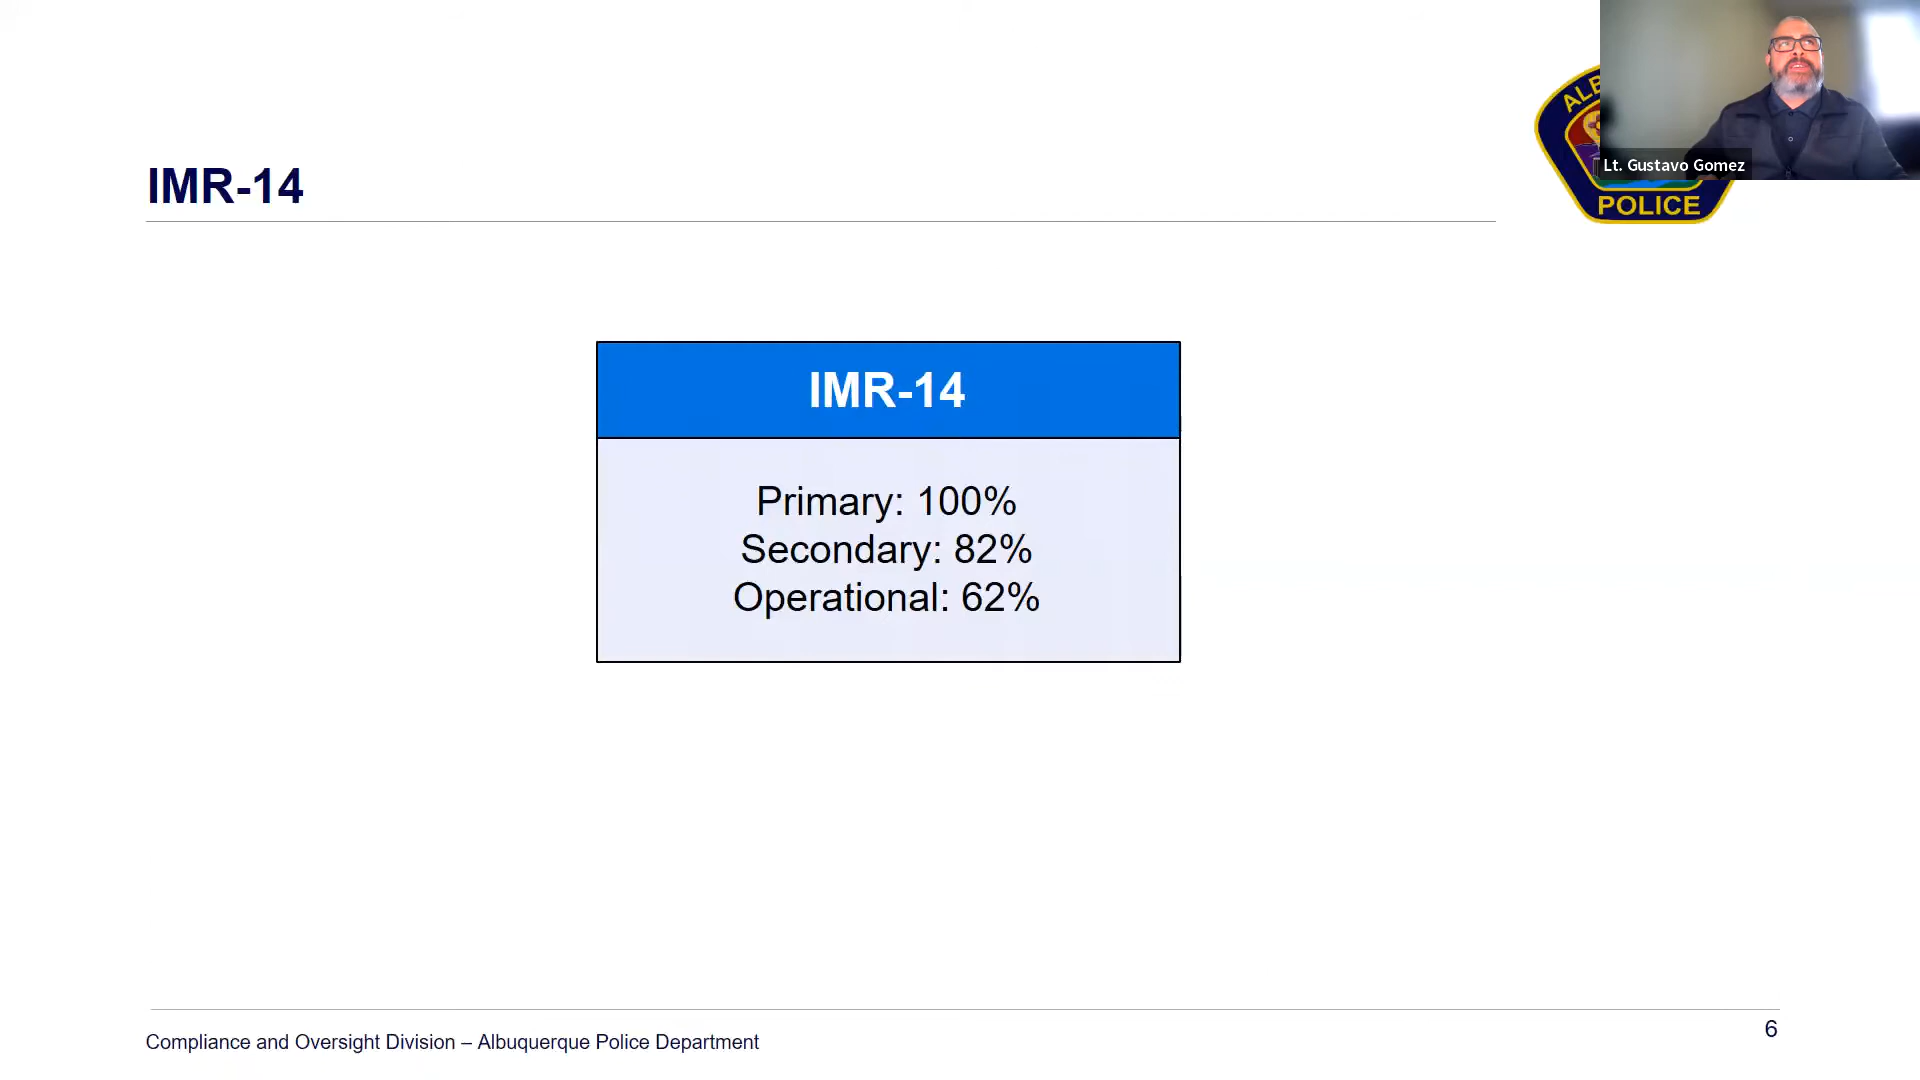 Lt. Gustavo Gomez
POLICE
IMR-14
IMR-14
Primary: 100%
Secondary: 82%
Operational: 62%
Compliance and Oversight Division – Albuquerque Police Department
6